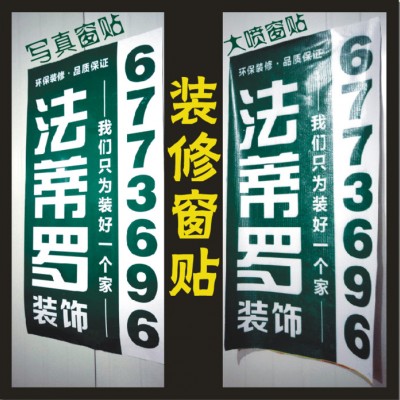 写真窗贴
环保装修·品质保证
法蒂罗
装饰
——我们只为装好一个家——
6773696
装修窗贴
大喷窗贴
环保装修·品质保证
法蒂罗
装饰
——我们只为装好一个家——
6773696